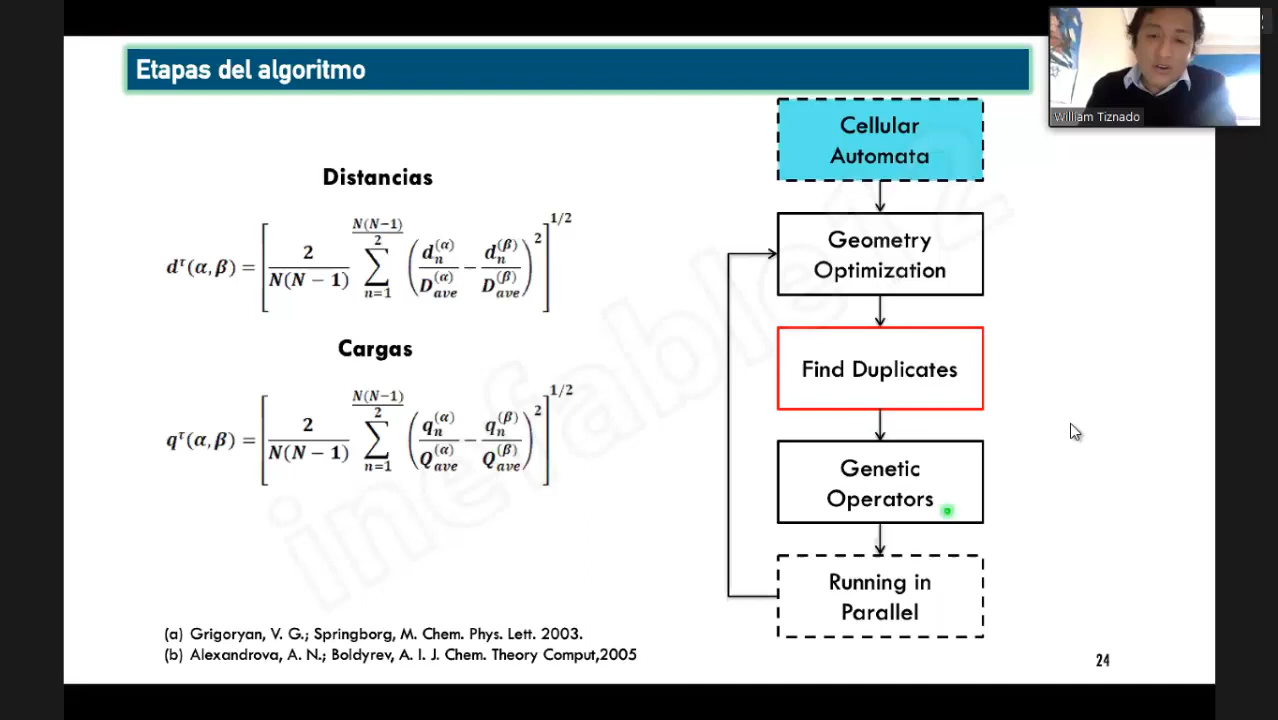 Etapas del algoritmo
William Tiznado
Distancias
d^τ(α,β) = [ 2/(N(N − 1)) ∑_{n=1}^{N(N−1)/2} ( d_n^(α)/D_ave^(α) − d_n^(β)/D_ave^(β) )^2 ]^1/2
Cargas
q^τ(α,β) = [ 2/(N(N − 1)) ∑_{n=1}^{N(N−1)/2} ( q_n^(α)/Q_ave^(α) − q_n^(β)/Q_ave^(β) )^2 ]^1/2
(a) Grigoryan, V. G.; Springborg, M. Chem. Phys. Lett. 2003.
(b) Alexandrova, A. N.; Boldyrev, A. I. J. Chem. Theory Comput,2005
Cellular
Automata
Geometry
Optimization
Find Duplicates
Genetic
Operators
Running in
Parallel
24
inefable12